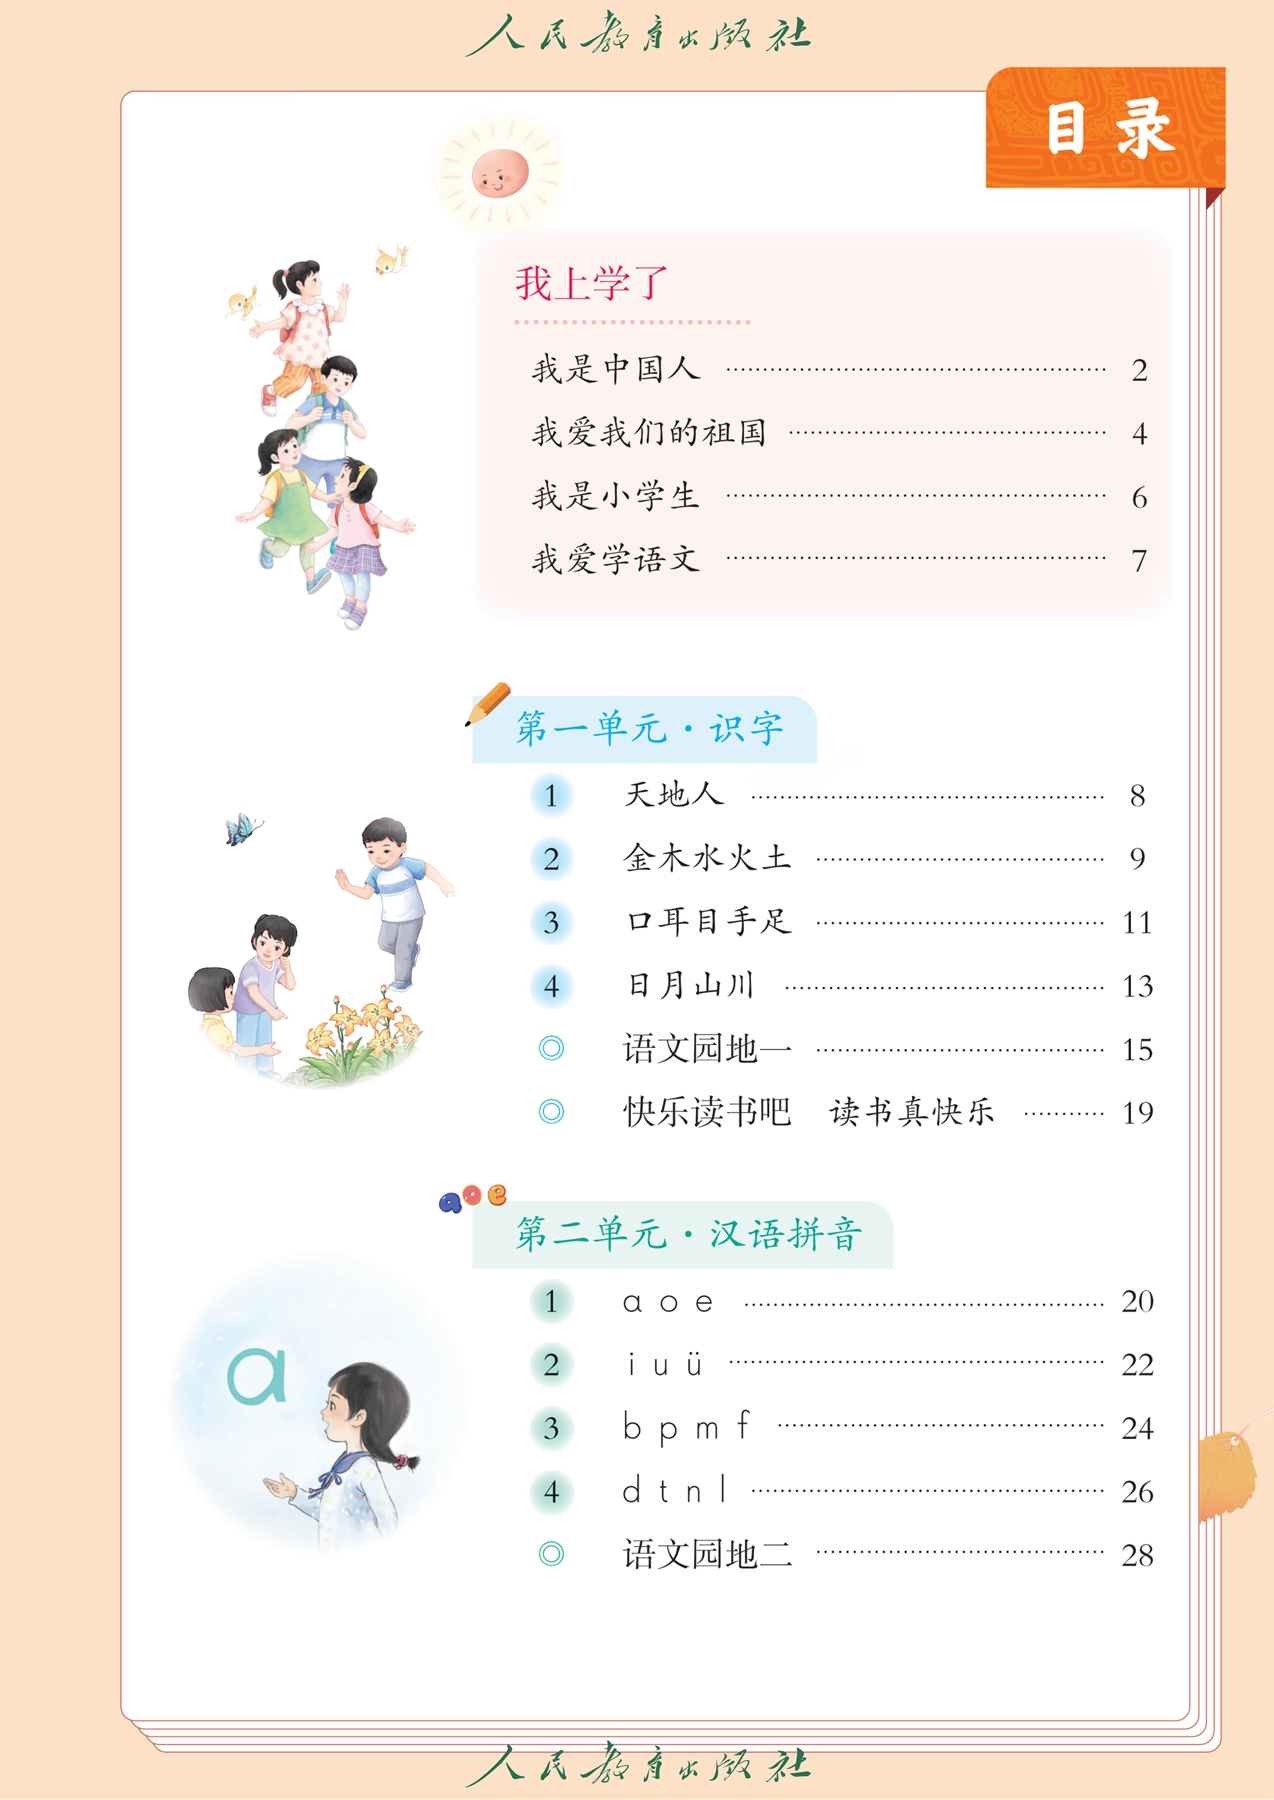 人民教育出版社
目录
我上学了
我是中国人 2
我爱我们的祖国 4
我是小学生 6
我爱学语文 7
第一单元·识字
1 天地人 8
2 金木水火土 9
3 口耳目手足 11
4 日月山川 13
◎ 语文园地一 15
◎ 快乐读书吧 读书真快乐 19
aoe
第二单元·汉语拼音
1 ɑ o e 20
2 i u ü 22
3 b p m f 24
4 d t n l 26
◎ 语文园地二 28
ɑ
人民教育出版社